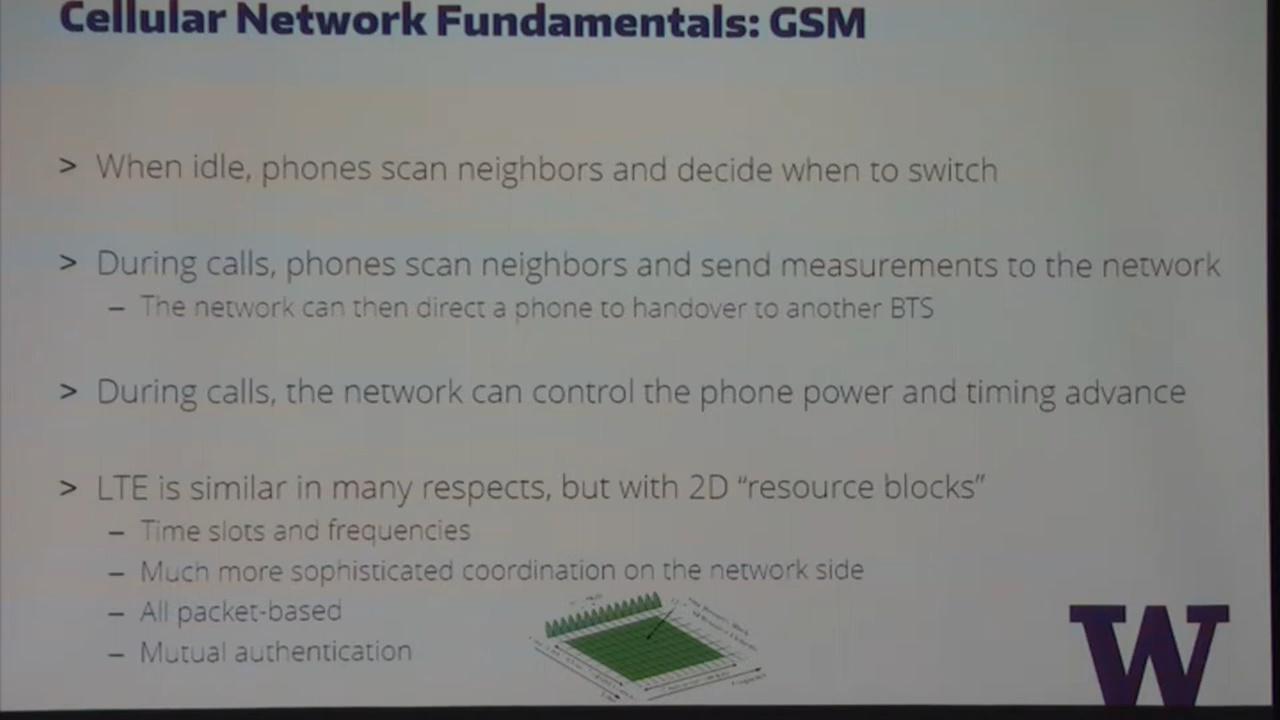 Cellular Network Fundamentals: GSM
> When idle, phones scan neighbors and decide when to switch
> During calls, phones scan neighbors and send measurements to the network
– The network can then direct a phone to handover to another BTS
> During calls, the network can control the phone power and timing advance
> LTE is similar in many respects, but with 2D “resource blocks”
– Time slots and frequencies
– Much more sophisticated coordination on the network side
– All packet-based
– Mutual authentication
W